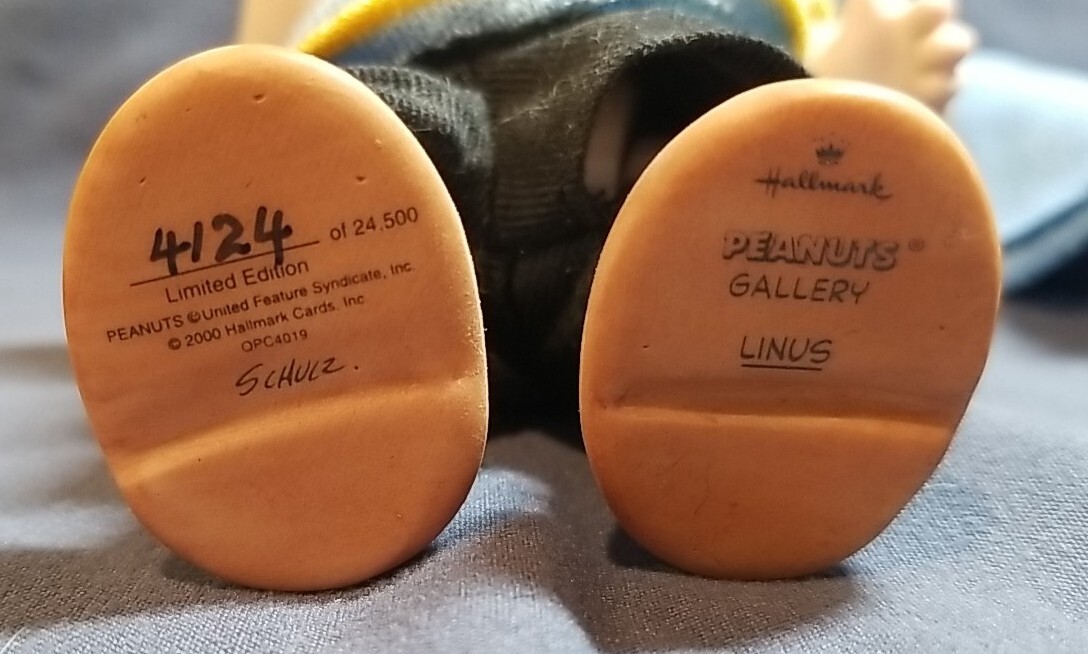 4124 of 24,500
Limited Edition
PEANUTS © United Feature Syndicate, Inc.
© 2000 Hallmark Cards, Inc.
QPC4019
SCHULZ.
Hallmark
PEANUTS®
GALLERY
LINUS